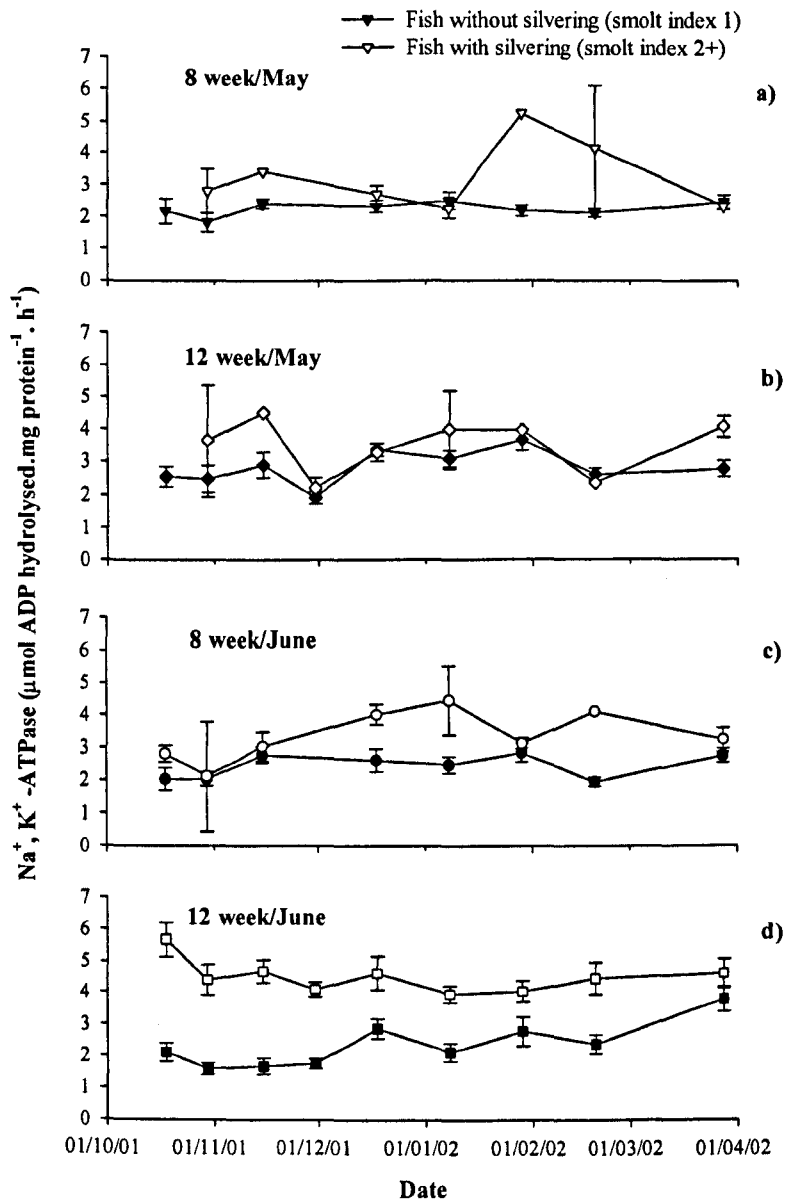 Fish without silvering (smolt index 1)
Fish with silvering (smolt index 2+)
Na⁺, K⁺ -ATPase (μmol ADP hydrolysed.mg protein⁻¹. h⁻¹)
8 week/May
a)
7
6
5
4
3
2
1
0
12 week/May
b)
7
6
5
4
3
2
1
0
8 week/June
c)
7
6
5
4
3
2
1
0
12 week/June
d)
7
6
5
4
3
2
1
0
01/10/01 01/11/01 01/12/01 01/01/02 01/02/02 01/03/02 01/04/02
Date